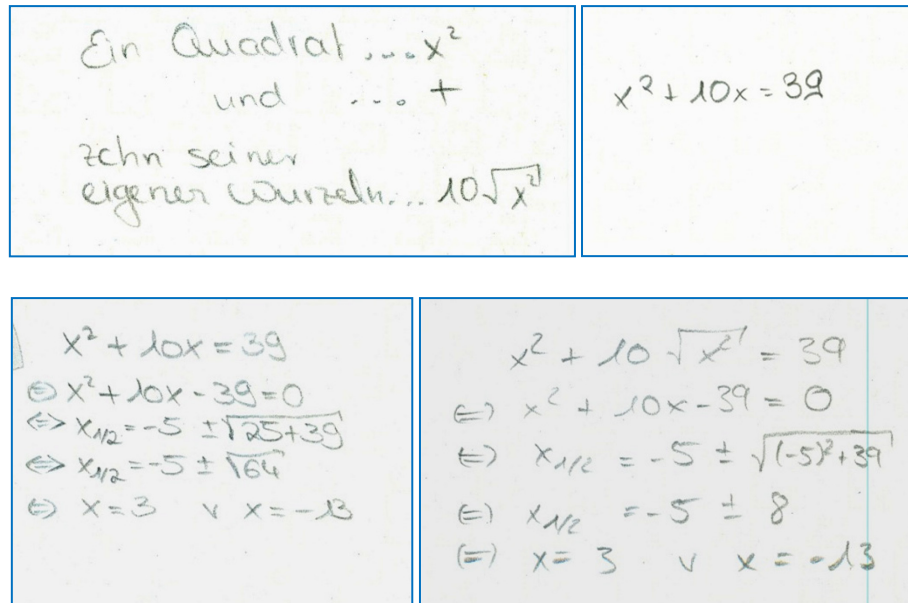 Ein Quadrat ... x²
und ... +
zehn seiner
eigener Wurzeln... 10√x²
x² + 10x = 39
x² + 10x = 39
⇔ x² + 10x - 39 = 0
⇔ x₁/₂ = -5 ± √25+39
⇔ x₁/₂ = -5 ± √64
⇔ x = 3 v x = -13
x² + 10 √x² = 39
⇔ x² + 10x - 39 = 0
⇔ x₁/₂ = -5 ± √(-5)²+39
⇔ x₁/₂ = -5 ± 8
⇔ x = 3 v x = -13